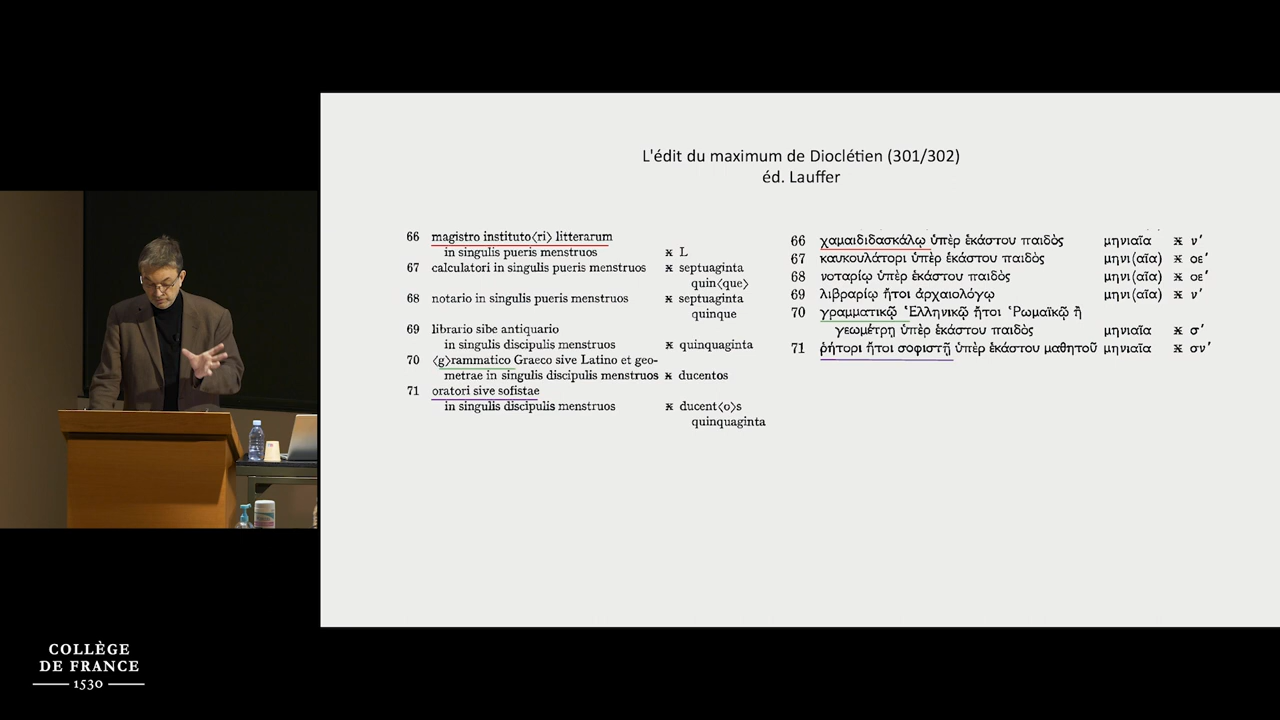 L'édit du maximum de Dioclétien (301/302)
éd. Lauffer
66 magistro instituto⟨ri⟩ litterarum
in singulis pueris menstruos ⚹ L
67 calculatori in singulis pueris menstruos ⚹ septuaginta
quin⟨que⟩
68 notario in singulis pueris menstruos ⚹ septuaginta
quinque
69 librario sibe antiquario
in singulis discipulis menstruos ⚹ quinquaginta
70 ⟨g⟩rammatico Graeco sive Latino et geo-
metrae in singulis discipulis menstruos ⚹ ducentos
71 oratori sive sofistae
in singulis discipulis menstruos ⚹ ducent⟨o⟩s
quinquaginta
66 χαμαιδιδασκάλῳ ὑπὲρ ἑκάστου παιδὸς μηνιαῖα ⚹ ν′
67 καυκουλάτορι ὑπὲρ ἑκάστου παιδὸς μηνι(αῖα) ⚹ οε′
68 νοταρίῳ ὑπὲρ ἑκάστου παιδὸς μηνι(αῖα) ⚹ οε′
69 λιβραρίῳ ἤτοι ἀρχαιολόγῳ μηνι(αῖα) ⚹ ν′
70 γραμματικῷ Ἑλληνικῷ ἤτοι Ῥωμαϊκῷ ἢ
γεωμέτρῃ ὑπὲρ ἑκάστου παιδὸς μηνιαῖα ⚹ σ′
71 ῥήτορι ἤτοι σοφιστῇ ὑπὲρ ἑκάστου μαθητοῦ μηνιαῖα ⚹ σν′
COLLÈGE
DE FRANCE
1530